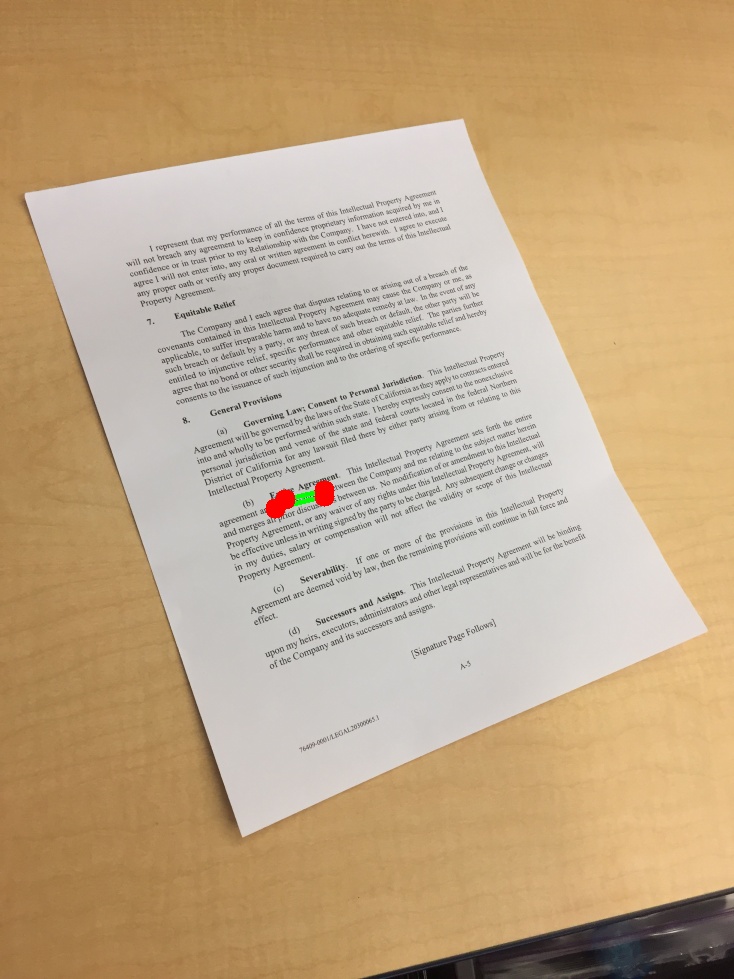 I represent that my performance of all the terms of this Intellectual Property Agreement
will not breach any agreement to keep in confidence proprietary information acquired by me in
confidence or in trust prior to my Relationship with the Company. I have not entered into, and I
agree I will not enter into, any oral or written agreement in conflict herewith. I agree to execute
any proper oath or verify any proper document required to carry out the terms of this Intellectual
Property Agreement.
7. Equitable Relief
The Company and I each agree that disputes relating to or arising out of a breach of the
covenants contained in this Intellectual Property Agreement may cause the Company or me, as
applicable, to suffer irreparable harm and to have no adequate remedy at law. In the event of any
such breach or default by a party, or any threat of such breach or default, the other party will be
entitled to injunctive relief, specific performance and other equitable relief. The parties further
agree that no bond or other security shall be required in obtaining such equitable relief and hereby
consents to the issuance of such injunction and to the ordering of specific performance.
8. General Provisions
(a) Governing Law; Consent to Personal Jurisdiction. This Intellectual Property
Agreement will be governed by the laws of the State of California as they apply to contracts entered
into and wholly to be performed within such state. I hereby expressly consent to the nonexclusive
personal jurisdiction and venue of the state and federal courts located in the federal Northern
District of California for any lawsuit filed there by either party arising from or relating to this
Intellectual Property Agreement.
(b) Agreement. This Intellectual Property Agreement sets forth the entire
agreement between the Company and me relating to the subject matter herein
and merges all prior between us. No modification of or amendment to this Intellectual
Property Agreement, or any waiver of any rights under this Intellectual Property Agreement, will
be effective unless in writing signed by the party to be charged. Any subsequent change or changes
in my duties, salary or compensation will not affect the validity or scope of this Intellectual
Property Agreement.
(c) Severability. If one or more of the provisions in this Intellectual Property
Agreement are deemed void by law, then the remaining provisions will continue in full force and
effect.
(d) Successors and Assigns. This Intellectual Property Agreement will be binding
upon my heirs, executors, administrators and other legal representatives and will be for the benefit
of the Company and its successors and assigns.
[Signature Page Follows]
A-5
76409-0001/LEGAL20300065.1